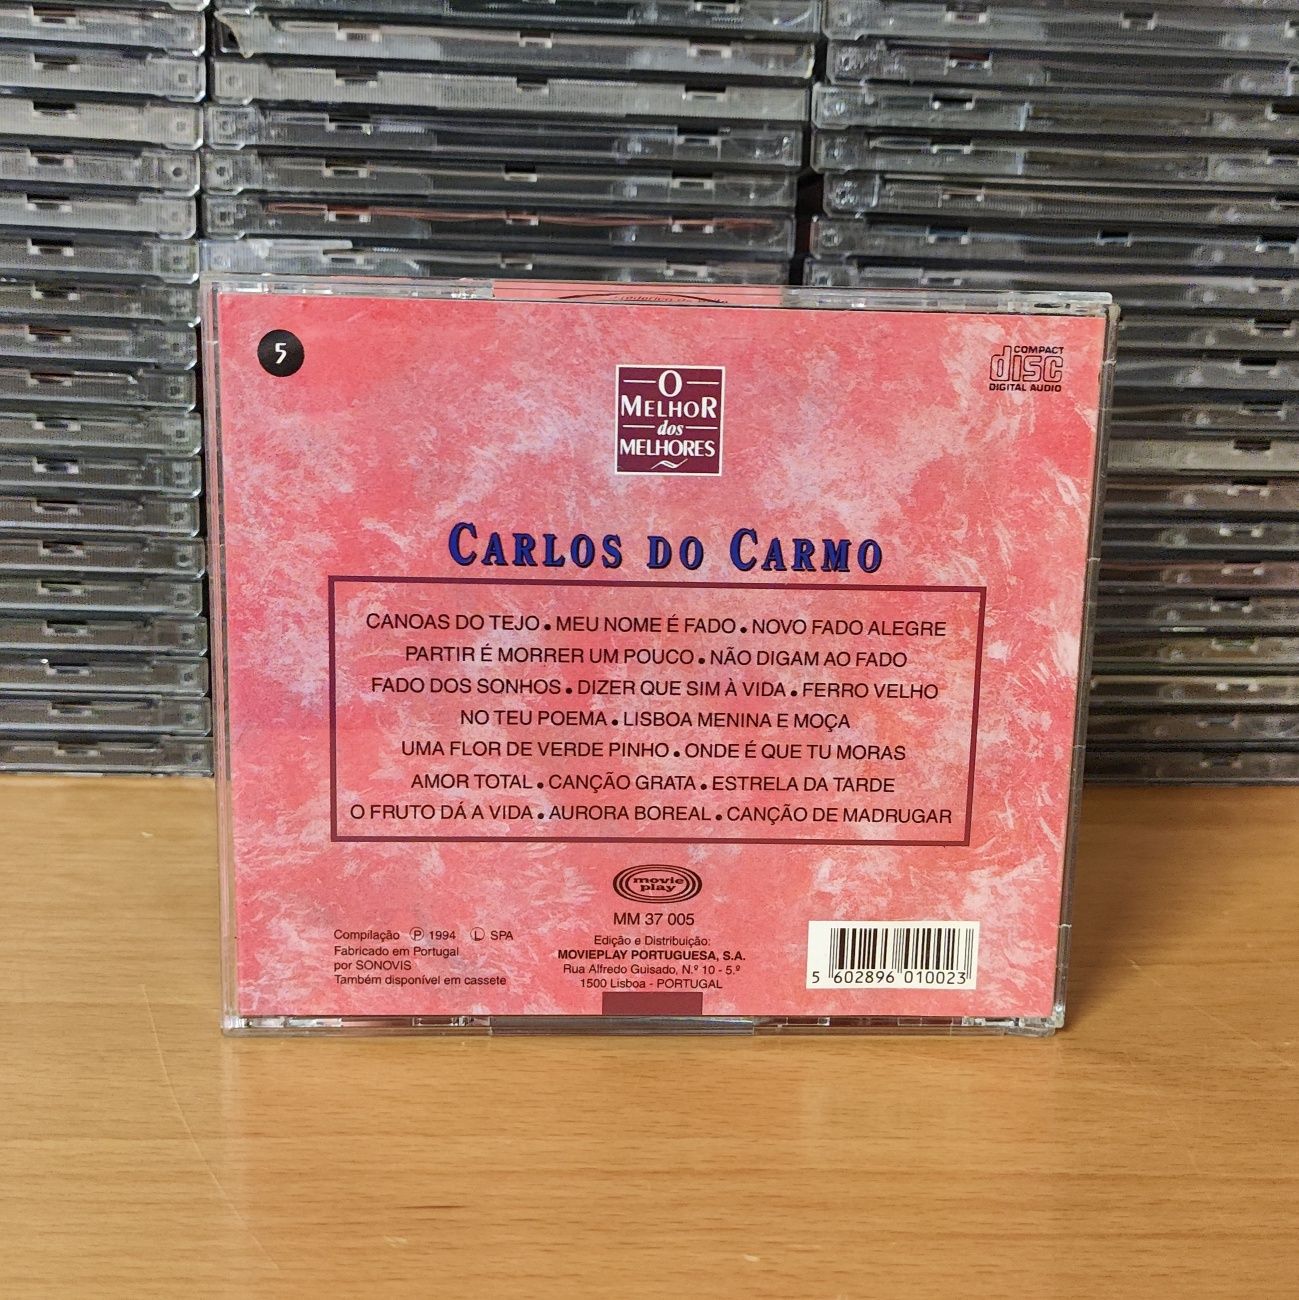 5
COMPACT
disc
DIGITAL AUDIO
O
MELHOR
dos
MELHORES
CARLOS DO CARMO
CANOAS DO TEJO • MEU NOME É FADO • NOVO FADO ALEGRE
PARTIR É MORRER UM POUCO • NÃO DIGAM AO FADO
FADO DOS SONHOS • DIZER QUE SIM À VIDA • FERRO VELHO
NO TEU POEMA • LISBOA MENINA E MOÇA
UMA FLOR DE VERDE PINHO • ONDE É QUE TU MORAS
AMOR TOTAL • CANÇÃO GRATA • ESTRELA DA TARDE
O FRUTO DÁ A VIDA • AURORA BOREAL • CANÇÃO DE MADRUGAR
movie
play
MM 37 005
Compilação Ⓟ 1994 Ⓛ SPA
Fabricado em Portugal
por SONOVIS
Também disponível em cassete
Edição e Distribuição:
MOVIEPLAY PORTUGUESA, S.A.
Rua Alfredo Guisado, N.º 10 - 5.º
1500 Lisboa - PORTUGAL
5 602896 010023